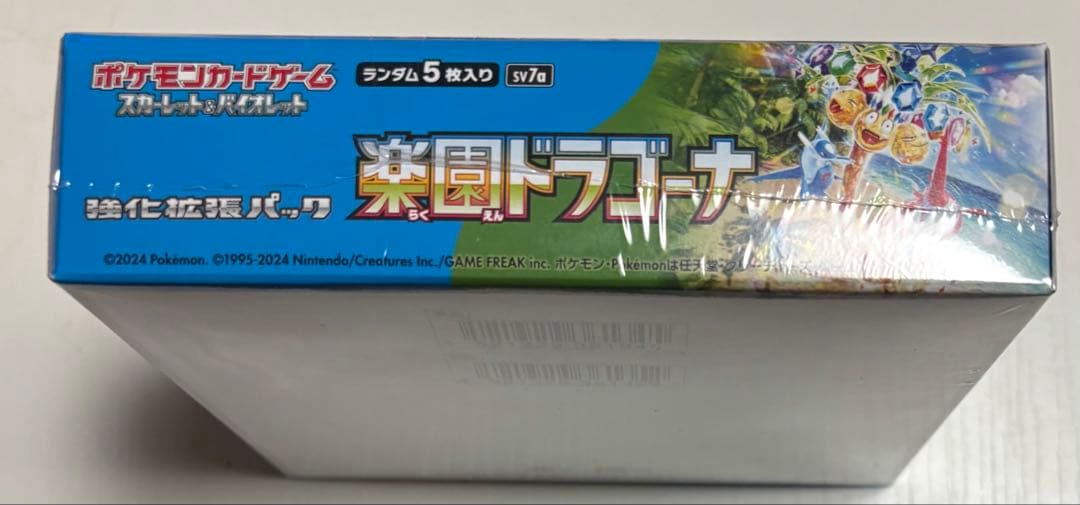 ポケモンカードゲーム
スカーレット&バイオレット
ランダム5枚入り
sv7a
強化拡張パック
楽園ドラゴーナ
らくえん
©2024 Pokémon. ©1995-2024 Nintendo/Creatures Inc./GAME FREAK inc. ポケモン・Pokémonは任天堂・クリーチャーズ